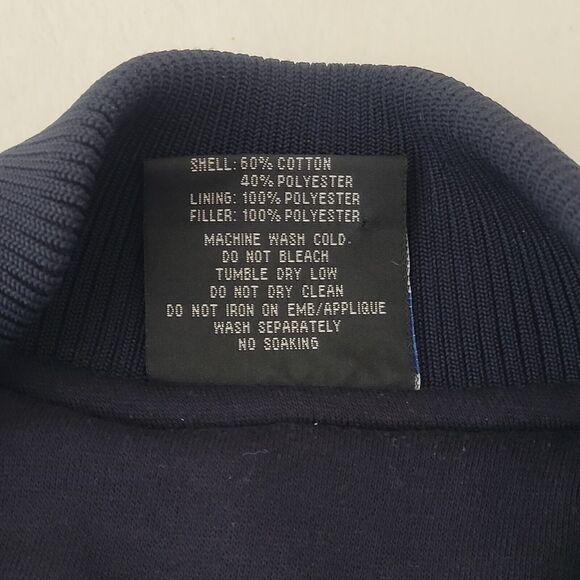 SHELL: 60% COTTON
40% POLYESTER
LINING: 100% POLYESTER
FILLER: 100% POLYESTER
MACHINE WASH COLD.
DO NOT BLEACH
TUMBLE DRY LOW
DO NOT DRY CLEAN
DO NOT IRON ON EMB/APPLIQUE
WASH SEPARATELY
NO SOAKING